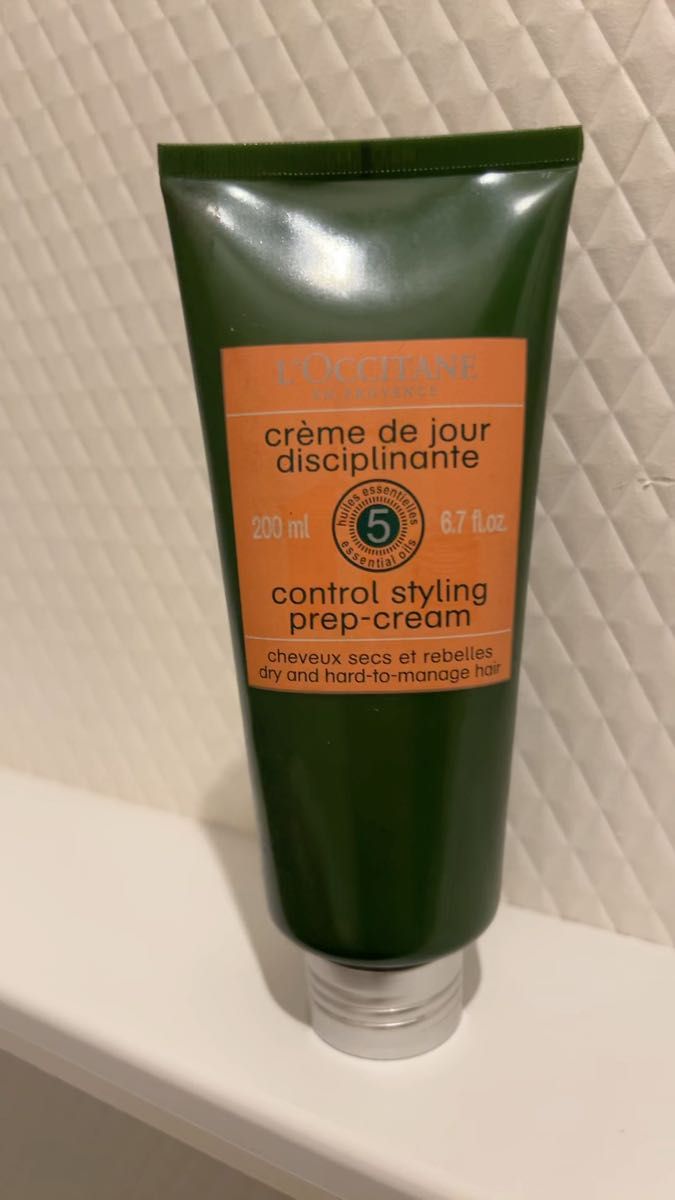 L'OCCITANE
EN PROVENCE
crème de jour
disciplinante
huiles essentielles
200 ml 5 6.7 fl.oz.
essential oils
control styling
prep-cream
cheveux secs et rebelles
dry and hard-to-manage hair